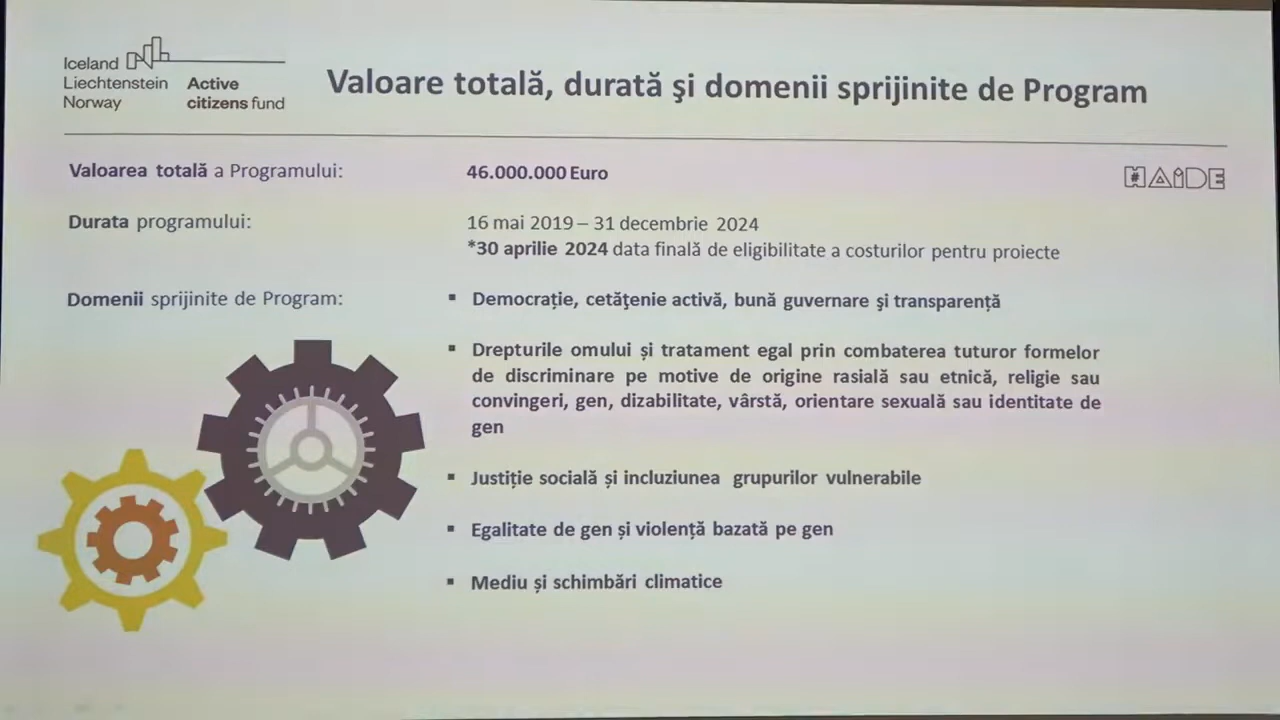 Iceland
Liechtenstein Active
Norway citizens fund
Valoare totală, durată şi domenii sprijinite de Program
Valoarea totală a Programului: 46.000.000 Euro
#HAIDE
Durata programului: 16 mai 2019 – 31 decembrie 2024
*30 aprilie 2024 data finală de eligibilitate a costurilor pentru proiecte
Domenii sprijinite de Program:
▪ Democrație, cetăţenie activă, bună guvernare şi transparență
▪ Drepturile omului și tratament egal prin combaterea tuturor formelor
de discriminare pe motive de origine rasială sau etnică, religie sau
convingeri, gen, dizabilitate, vârstă, orientare sexuală sau identitate de
gen
▪ Justiție socială și incluziunea grupurilor vulnerabile
▪ Egalitate de gen și violență bazată pe gen
▪ Mediu și schimbări climatice